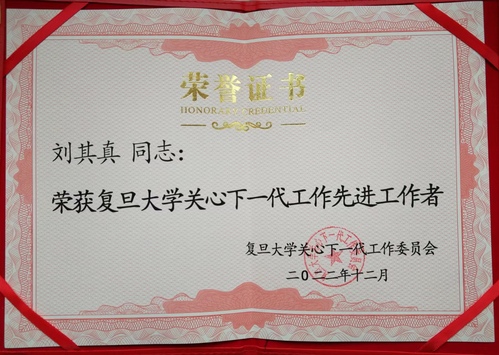 荣誉证书
HONORARY CREDENTIAL
刘其真 同志：
荣获复旦大学关心下一代工作先进工作者
复旦大学关心下一代工作委员会
二〇二二年十二月